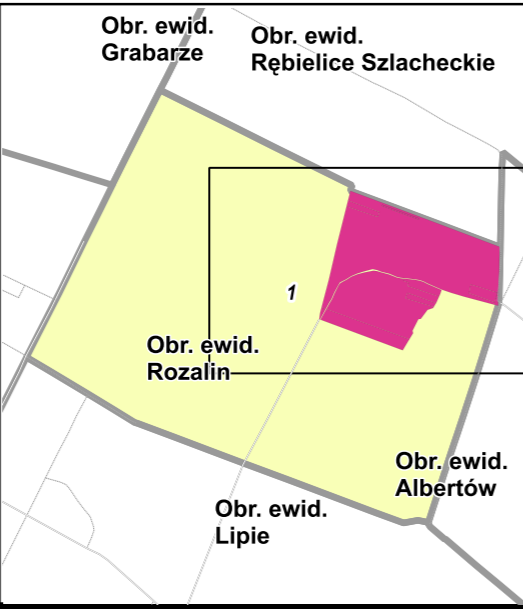 Obr. ewid.
Grabarze
Obr. ewid.
Rębielice Szlacheckie
1
Obr. ewid.
Rozalin
Obr. ewid.
Albertów
Obr. ewid.
Lipie